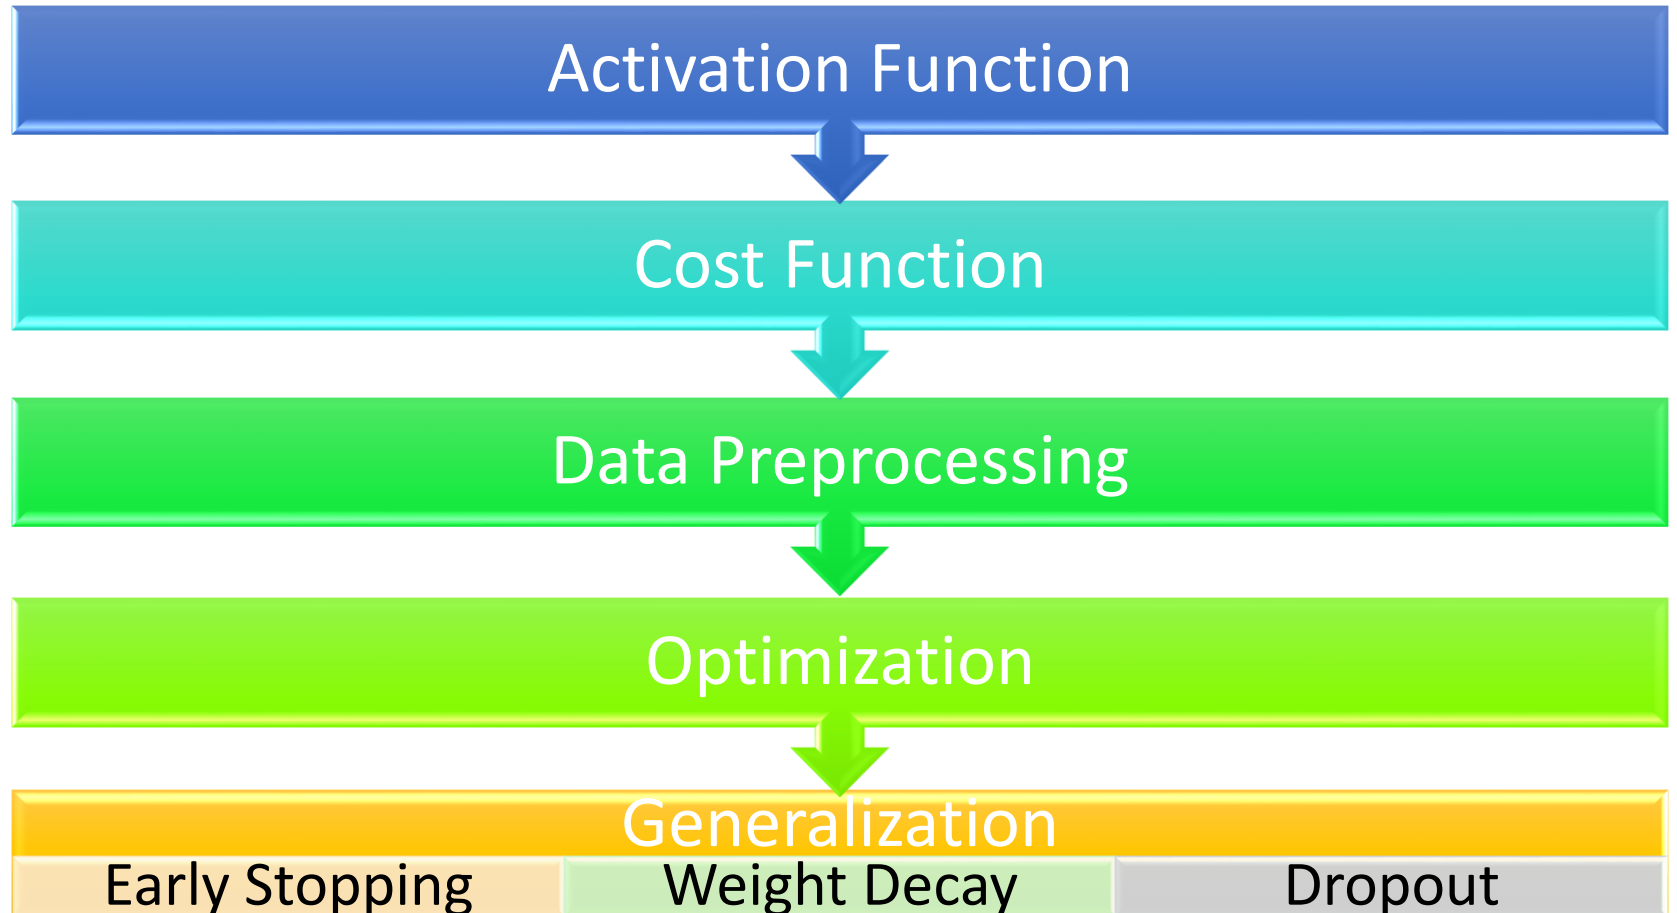 Activation Function
Cost Function
Data Preprocessing
Optimization
Generalization
Early Stopping
Weight Decay
Dropout